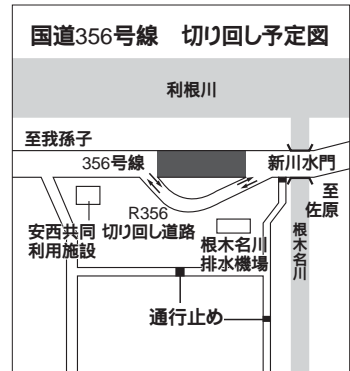 国道356号線 切り回し予定図
利根川
至我孫子
356号線
新川水門
至
佐原
R356
切り回し道路
安西共同
利用施設
根木名川
排水機場
根木名川
通行止め